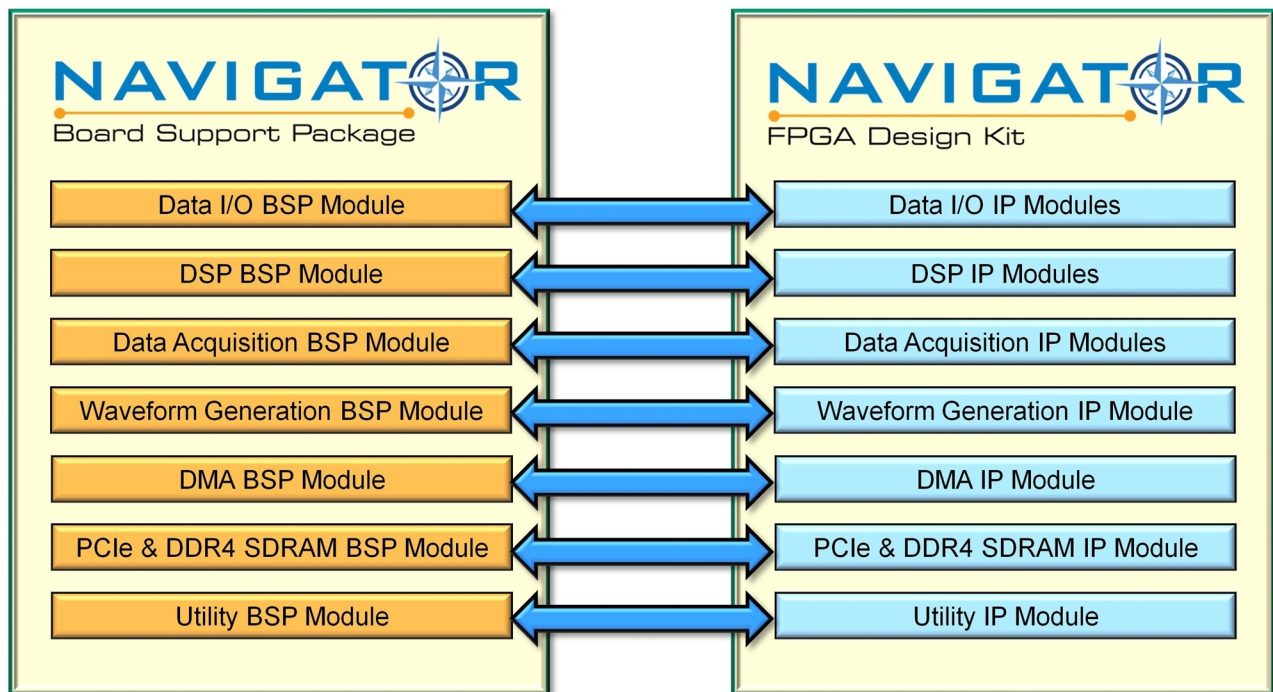 NAVIGATOR
Board Support Package
Data I/O BSP Module
DSP BSP Module
Data Acquisition BSP Module
Waveform Generation BSP Module
DMA BSP Module
PCIe & DDR4 SDRAM BSP Module
Utility BSP Module
NAVIGATOR
FPGA Design Kit
Data I/O IP Modules
DSP IP Modules
Data Acquisition IP Modules
Waveform Generation IP Module
DMA IP Module
PCIe & DDR4 SDRAM IP Module
Utility IP Module